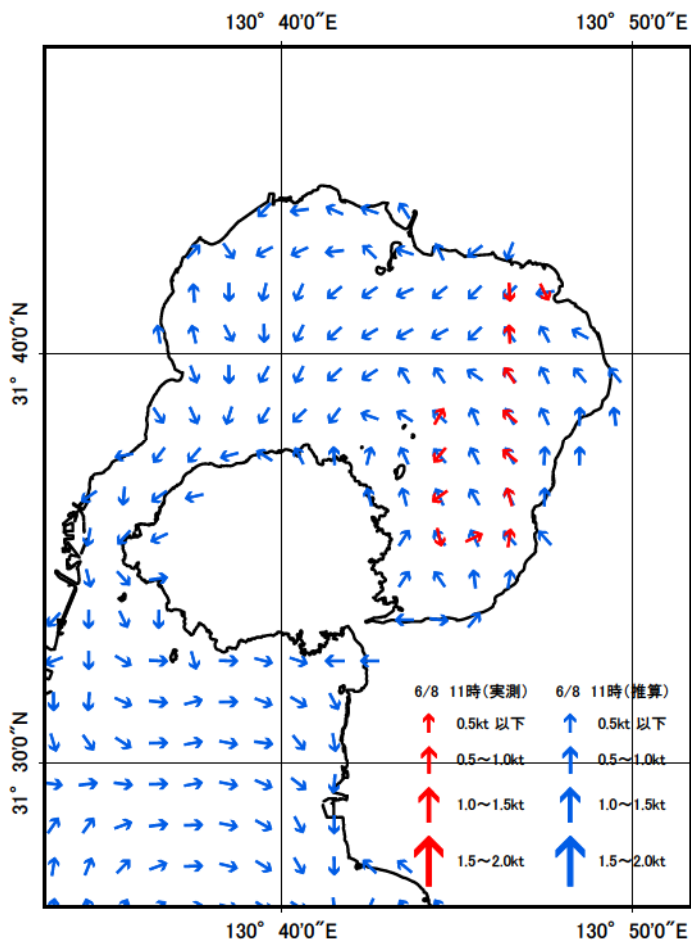 130° 40'0"E 130° 50'0"E
31° 40'0"N
31° 30'0"N
6/8 11時(実測) 6/8 11時(推算)
0.5kt 以下 0.5kt 以下
0.5～1.0kt 0.5～1.0kt
1.0～1.5kt 1.0～1.5kt
1.5～2.0kt 1.5～2.0kt
130° 40'0"E 130° 50'0"E